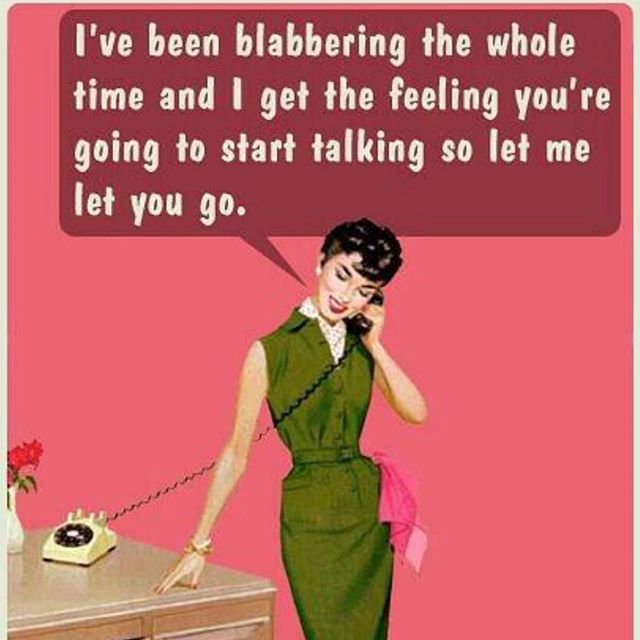 I've been blabbering the whole
time and I get the feeling you're
going to start talking so let me
let you go.